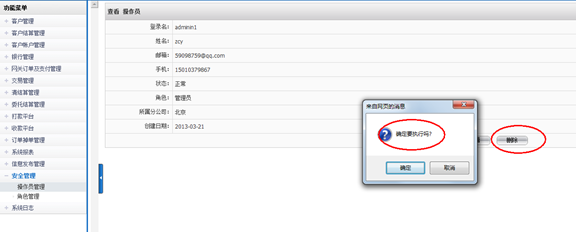 功能菜单
客户管理
客户结算管理
客户帐户管理
银行管理
网关订单及支付管理
交易管理
清结算管理
委托结算管理
打款平台
收款平台
订单掉单管理
系统报表
信息发布管理
安全管理
操作员管理
角色管理
系统日志
查看 操作员
登录名: adminn1
姓名: zcy
邮箱: 59098759@qq.com
手机: 15010379867
状态: 正常
角色: 管理员
所属分公司: 北京
创建日期: 2013-03-21
删除
来自网页的消息
确定要执行吗?
确定 取消